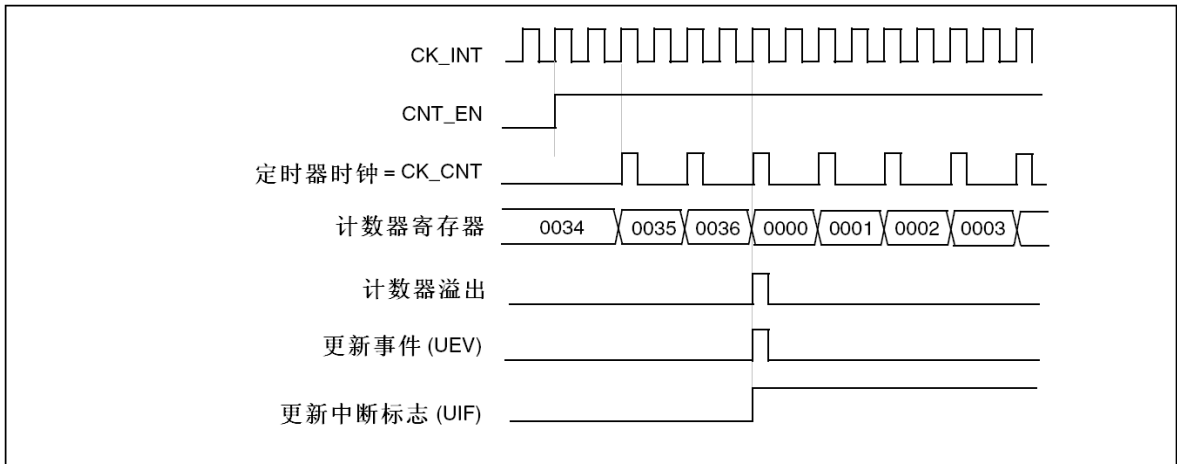 CK_INT
CNT_EN
定时器时钟 = CK_CNT
计数器寄存器 0034 0035 0036 0000 0001 0002 0003
计数器溢出
更新事件 (UEV)
更新中断标志 (UIF)